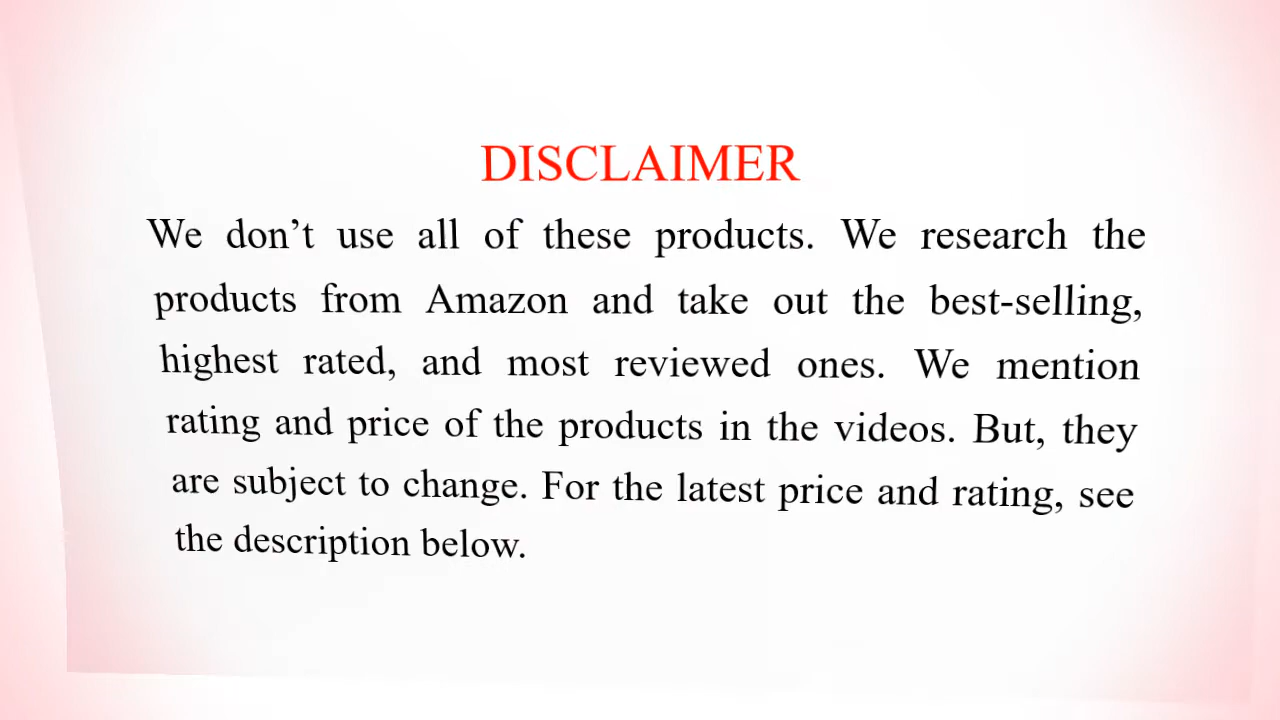 DISCLAIMER
We don’t use all of these products. We research the
products from Amazon and take out the best-selling,
highest rated, and most reviewed ones. We mention
rating and price of the products in the videos. But, they
are subject to change. For the latest price and rating, see
the description below.